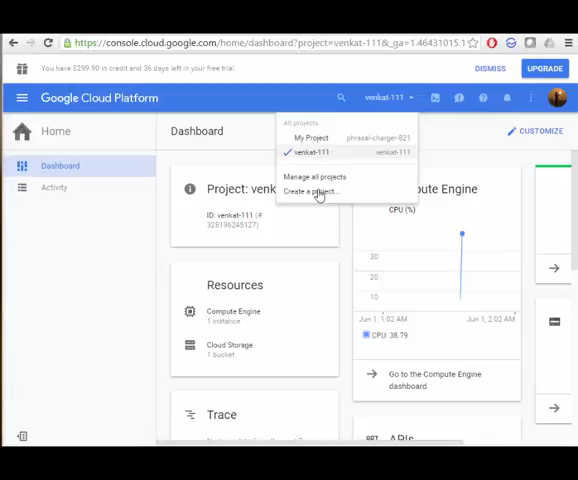 https://console.cloud.google.com/home/dashboard?project=venkat-111&_ga=1.46431015.1
You have $299.90 in credit and 36 days left in your free trial.
DISMISS
UPGRADE
Google Cloud Platform
venkat-111
Home
Dashboard
CUSTOMIZE
All projects
My Project phrasal-charger-821
venkat-111 venkat-111
Manage all projects
Create a project...
Dashboard
Activity
Project: venk
ID: venkat-111 (#
328196245127)
Resources
Compute Engine
1 instance
Cloud Storage
1 bucket
Trace
ute Engine
CPU (%)
30
20
10
Jun 1, 1:02 AM
Jun 1, 2:02 AM
CPU: 38.79
Go to the Compute Engine
dashboard
APIs